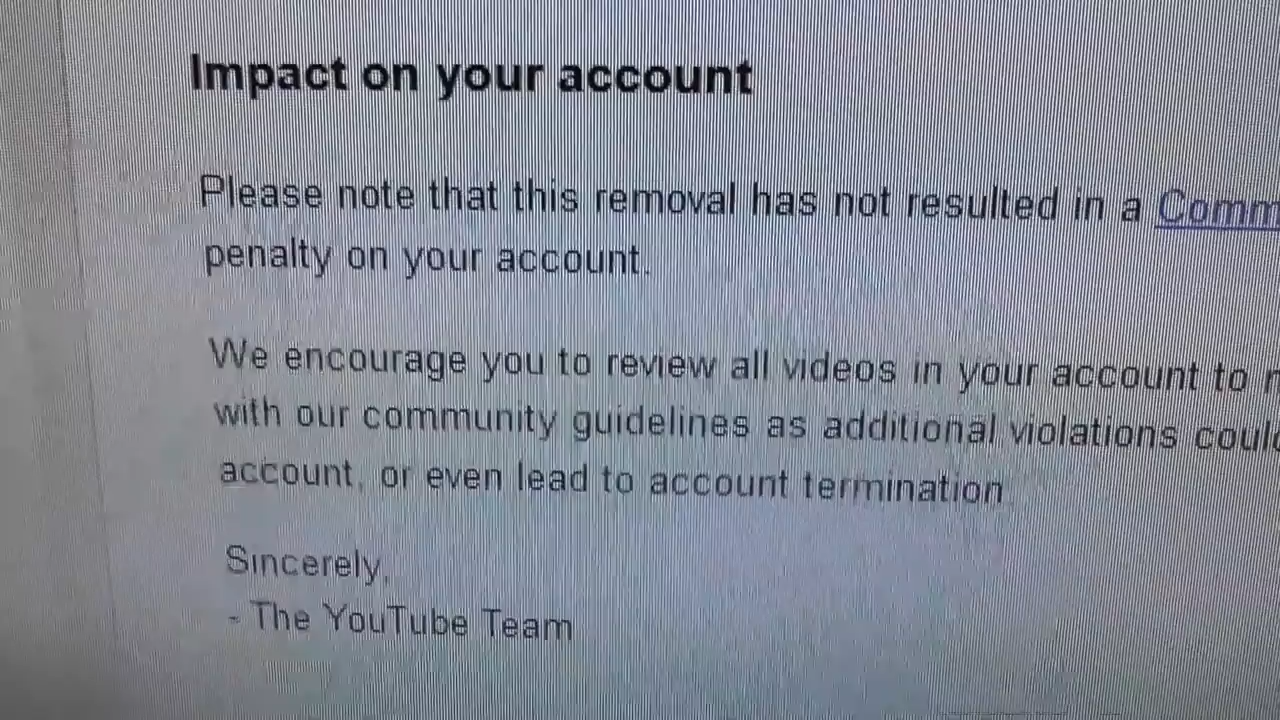 Impact on your account
Please note that this removal has not resulted in a Comm
penalty on your account.
We encourage you to review all videos in your account to
with our community guidelines as additional violations could
account, or even lead to account termination.
Sincerely,
- The YouTube Team